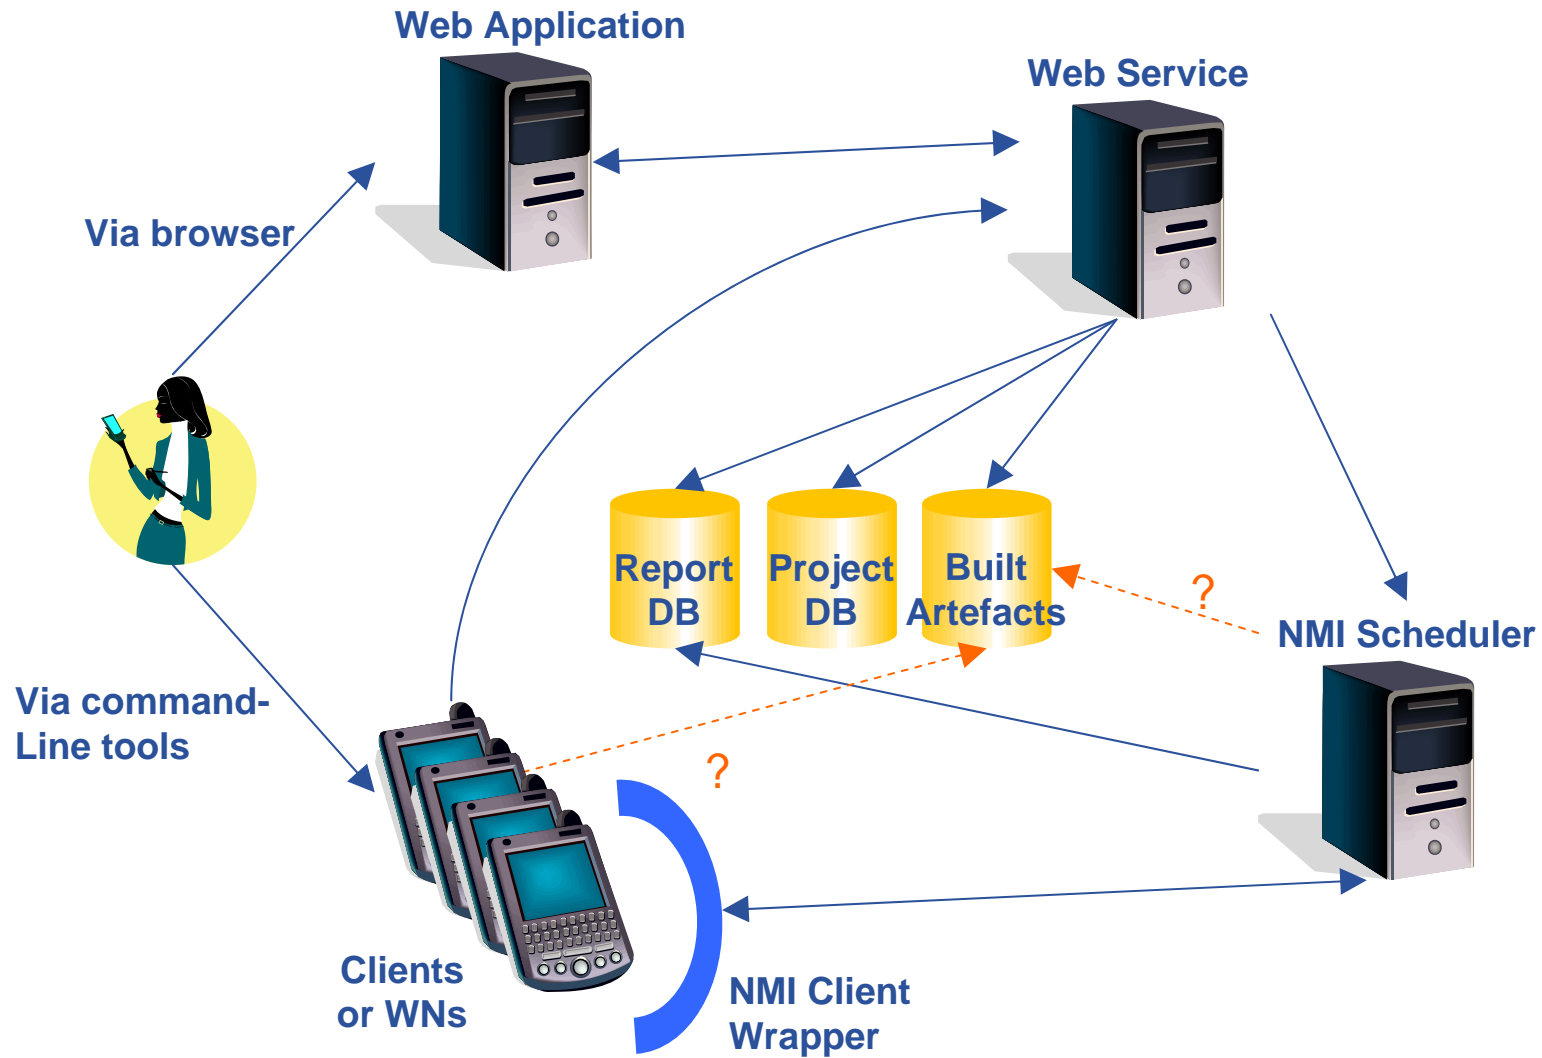 Web Application
Web Service
Via browser
Report
DB
Project
DB
Built
Artefacts
?
NMI Scheduler
Via command-
Line tools
?
Clients
or WNs
NMI Client
Wrapper